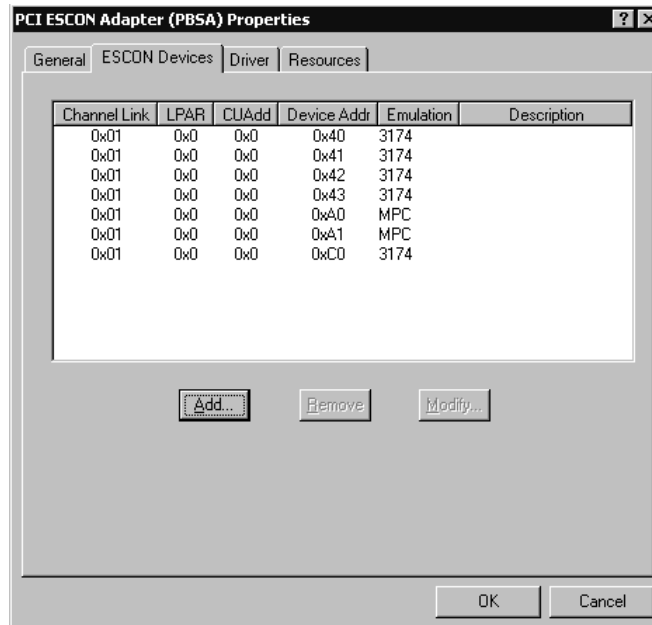 PCI ESCON Adapter (PBSA) Properties ? X
General ESCON Devices Driver Resources
Channel Link LPAR CUAdd Device Addr Emulation Description
0x01 0x0 0x0 0x40 3174
0x01 0x0 0x0 0x41 3174
0x01 0x0 0x0 0x42 3174
0x01 0x0 0x0 0x43 3174
0x01 0x0 0x0 0xA0 MPC
0x01 0x0 0x0 0xA1 MPC
0x01 0x0 0x0 0xC0 3174
Add... Remove Modify...
OK Cancel